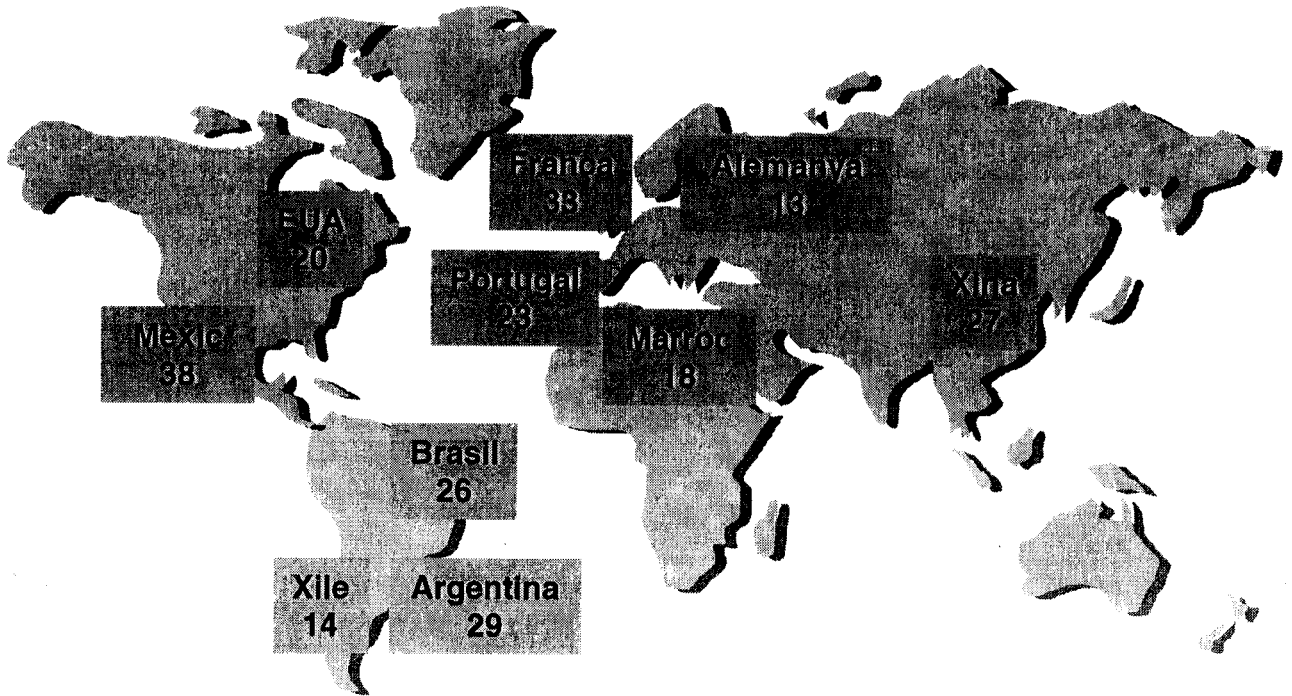 França
33
Alemanya
13
EUA
20
Portugal
23
Xina
27
Mèxic
38
Marroc
18
Brasil
26
Xile
14
Argentina
29